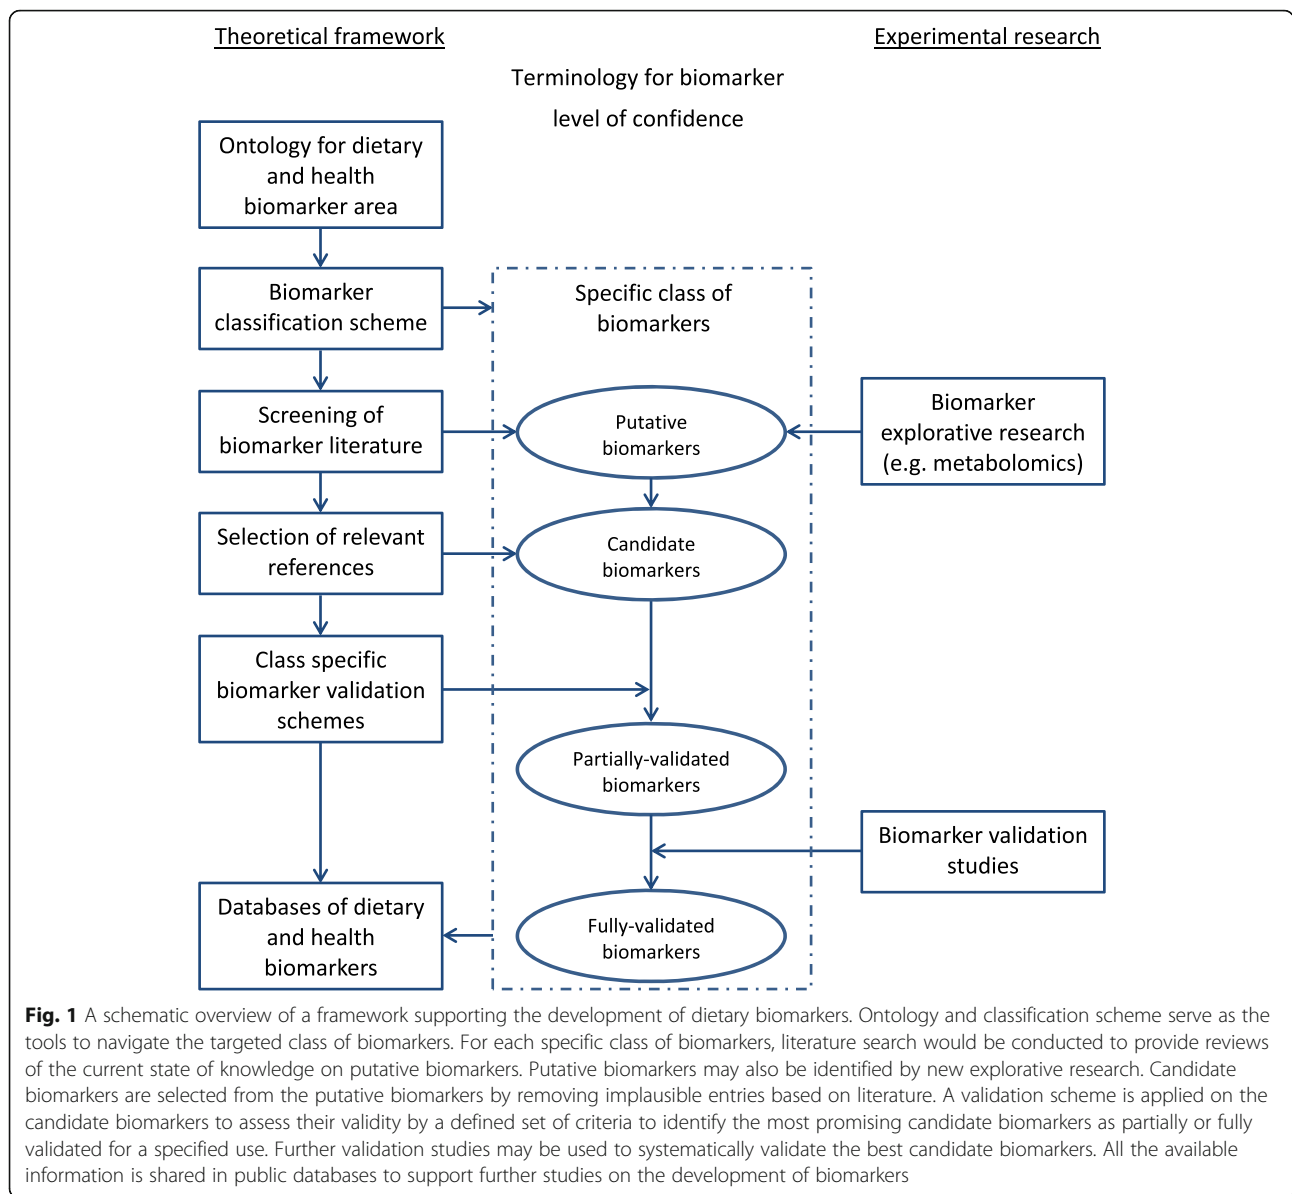 Theoretical framework
Experimental research
Terminology for biomarker
level of confidence
Ontology for dietary
and health
biomarker area
Biomarker
classification scheme
Specific class of
biomarkers
Screening of
biomarker literature
Putative
biomarkers
Biomarker
explorative research
(e.g. metabolomics)
Selection of relevant
references
Candidate
biomarkers
Class specific
biomarker validation
schemes
Partially-validated
biomarkers
Biomarker validation
studies
Databases of dietary
and health
biomarkers
Fully-validated
biomarkers
Fig. 1 A schematic overview of a framework supporting the development of dietary biomarkers. Ontology and classification scheme serve as the
tools to navigate the targeted class of biomarkers. For each specific class of biomarkers, literature search would be conducted to provide reviews
of the current state of knowledge on putative biomarkers. Putative biomarkers may also be identified by new explorative research. Candidate
biomarkers are selected from the putative biomarkers by removing implausible entries based on literature. A validation scheme is applied on the
candidate biomarkers to assess their validity by a defined set of criteria to identify the most promising candidate biomarkers as partially or fully
validated for a specified use. Further validation studies may be used to systematically validate the best candidate biomarkers. All the available
information is shared in public databases to support further studies on the development of biomarkers